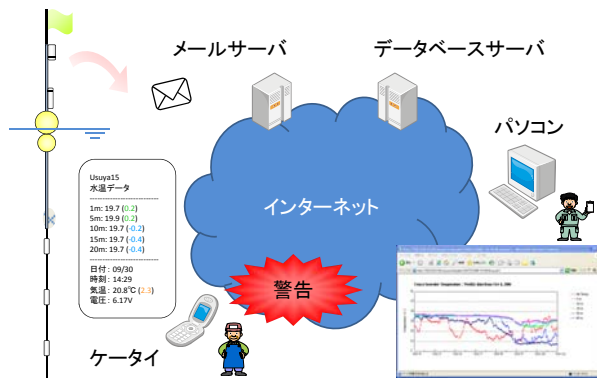 メールサーバ
データベースサーバ
パソコン
インターネット
Usuya15
水温データ
------------------------
1m: 19.7 (0.2)
5m: 19.9 (0.2)
10m: 19.7 (-0.2)
15m: 19.7 (-0.4)
20m: 19.7 (-0.4)
------------------------
日付: 09/30
時刻: 14:29
気温: 20.8℃ (2.3)
電圧: 6.17V
警告
ケータイ